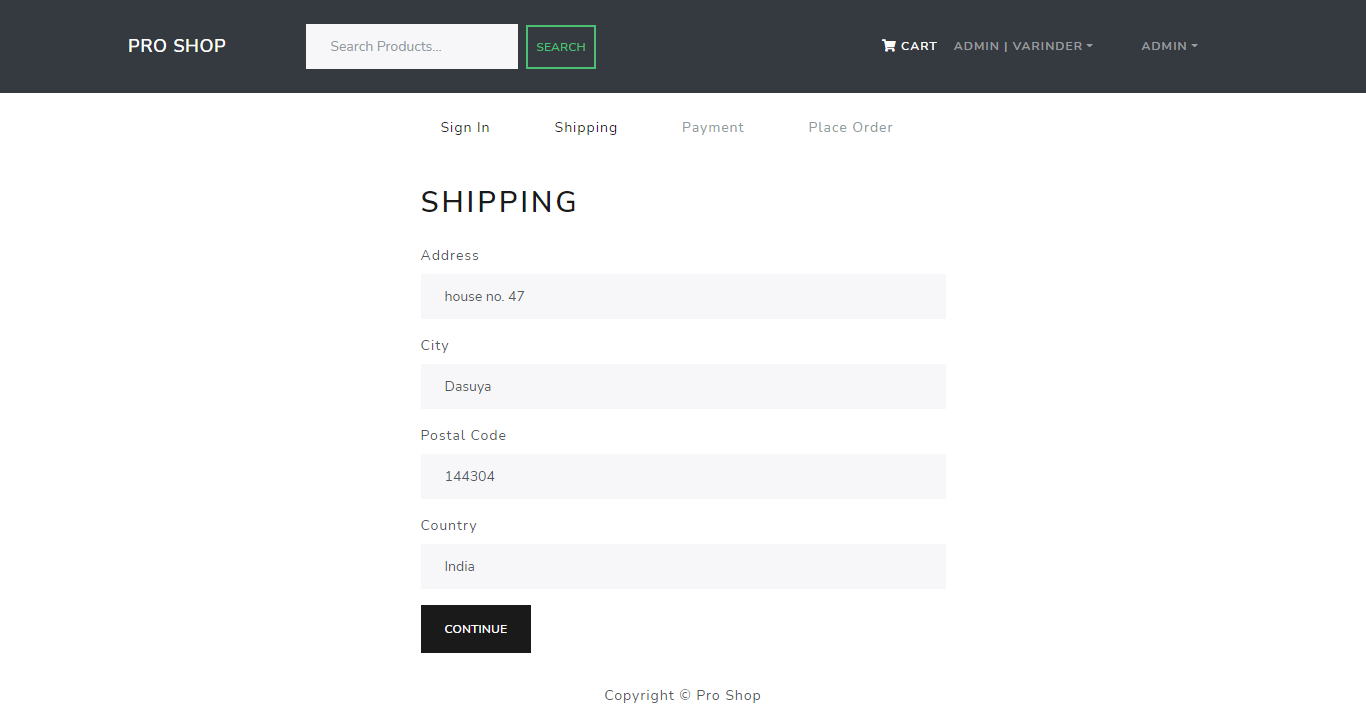 PRO SHOP Search Products... SEARCH CART ADMIN | VARINDER ADMIN
Sign In Shipping Payment Place Order
SHIPPING
Address
house no. 47
City
Dasuya
Postal Code
144304
Country
India
CONTINUE
Copyright © Pro Shop